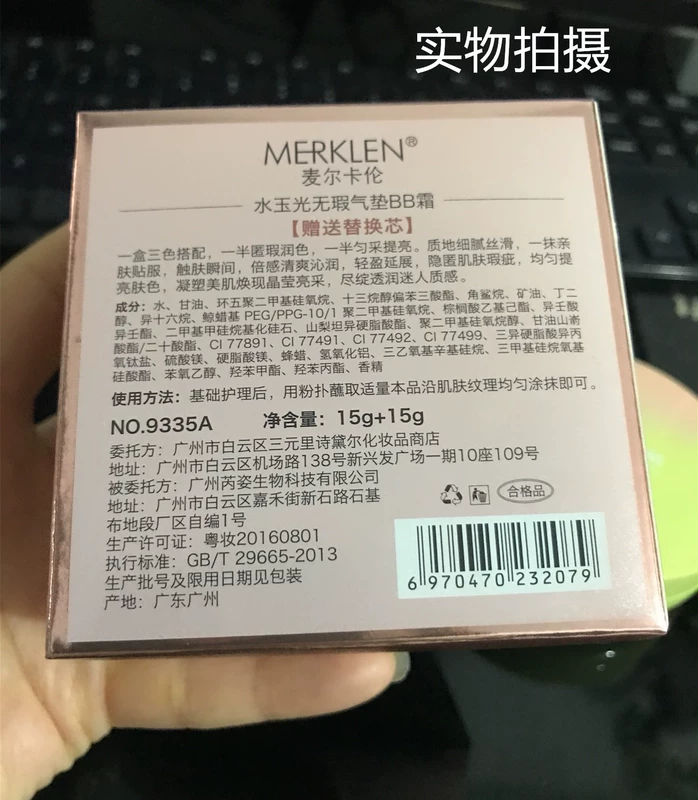 实物拍摄
MERKLEN®
麦尔卡伦
水玉光无瑕气垫BB霜
【赠送替换芯】
一盒三色搭配，一半匿瑕润色，一半匀采提亮。质地细腻丝滑，一抹亲
肤贴服，触肤瞬间，倍感清爽沁润，轻盈延展，隐匿肌肤瑕疵，均匀提
亮肤色，凝塑美肌焕现晶莹亮采，尽绽透润迷人质感。
成分：水、甘油、环五聚二甲基硅氧烷、十三烷醇偏苯三酸酯、角鲨烷、矿油、丁二
醇、异十六烷、鲸蜡基 PEG/PPG-10/1 聚二甲基硅氧烷、棕榈酸乙基己酯、异壬酸
异壬酯、二甲基甲硅烷基化硅石、山梨坦异硬脂酸酯、聚二甲基硅氧烷醇、甘油山嵛
酸酯/二十酸酯、CI 77891、CI 77491、CI 77492、CI 77499、三异硬脂酸异丙
氧钛盐、硫酸镁、硬脂酸镁、蜂蜡、氢氧化铝、三乙氧基辛基硅烷、三甲基硅烷氧基
硅酸酯、苯氧乙醇、羟苯甲酯、羟苯丙酯、香精
使用方法：基础护理后，用粉扑蘸取适量本品沿肌肤纹理均匀涂抹即可。
NO.9335A 净含量：15g+15g
委托方：广州市白云区三元里诗黛尔化妆品商店
地址：广州市白云区机场路138号新兴发广场一期10座109号
被委托方：广州芮姿生物科技有限公司
地址：广州市白云区嘉禾街新石路石基
布地段厂区自编1号
生产许可证：粤妆20160801
执行标准：GB/T 29665-2013
生产批号及限用日期见包装
产地：广东广州
合格品
6 970470 232079